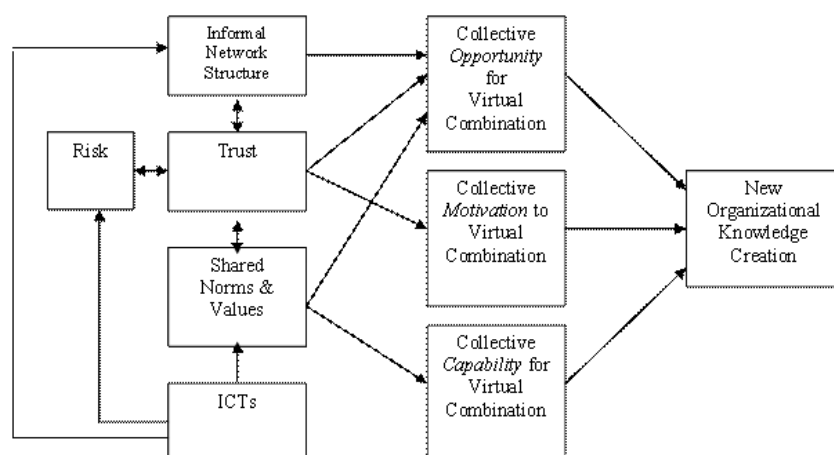 Informal
Network
Structure
Collective
Opportunity
for
Virtual
Combination
Risk
Trust
Collective
Motivation to
Virtual
Combination
New
Organizational
Knowledge
Creation
Shared
Norms &
Values
Collective
Capability for
Virtual
Combination
ICTs